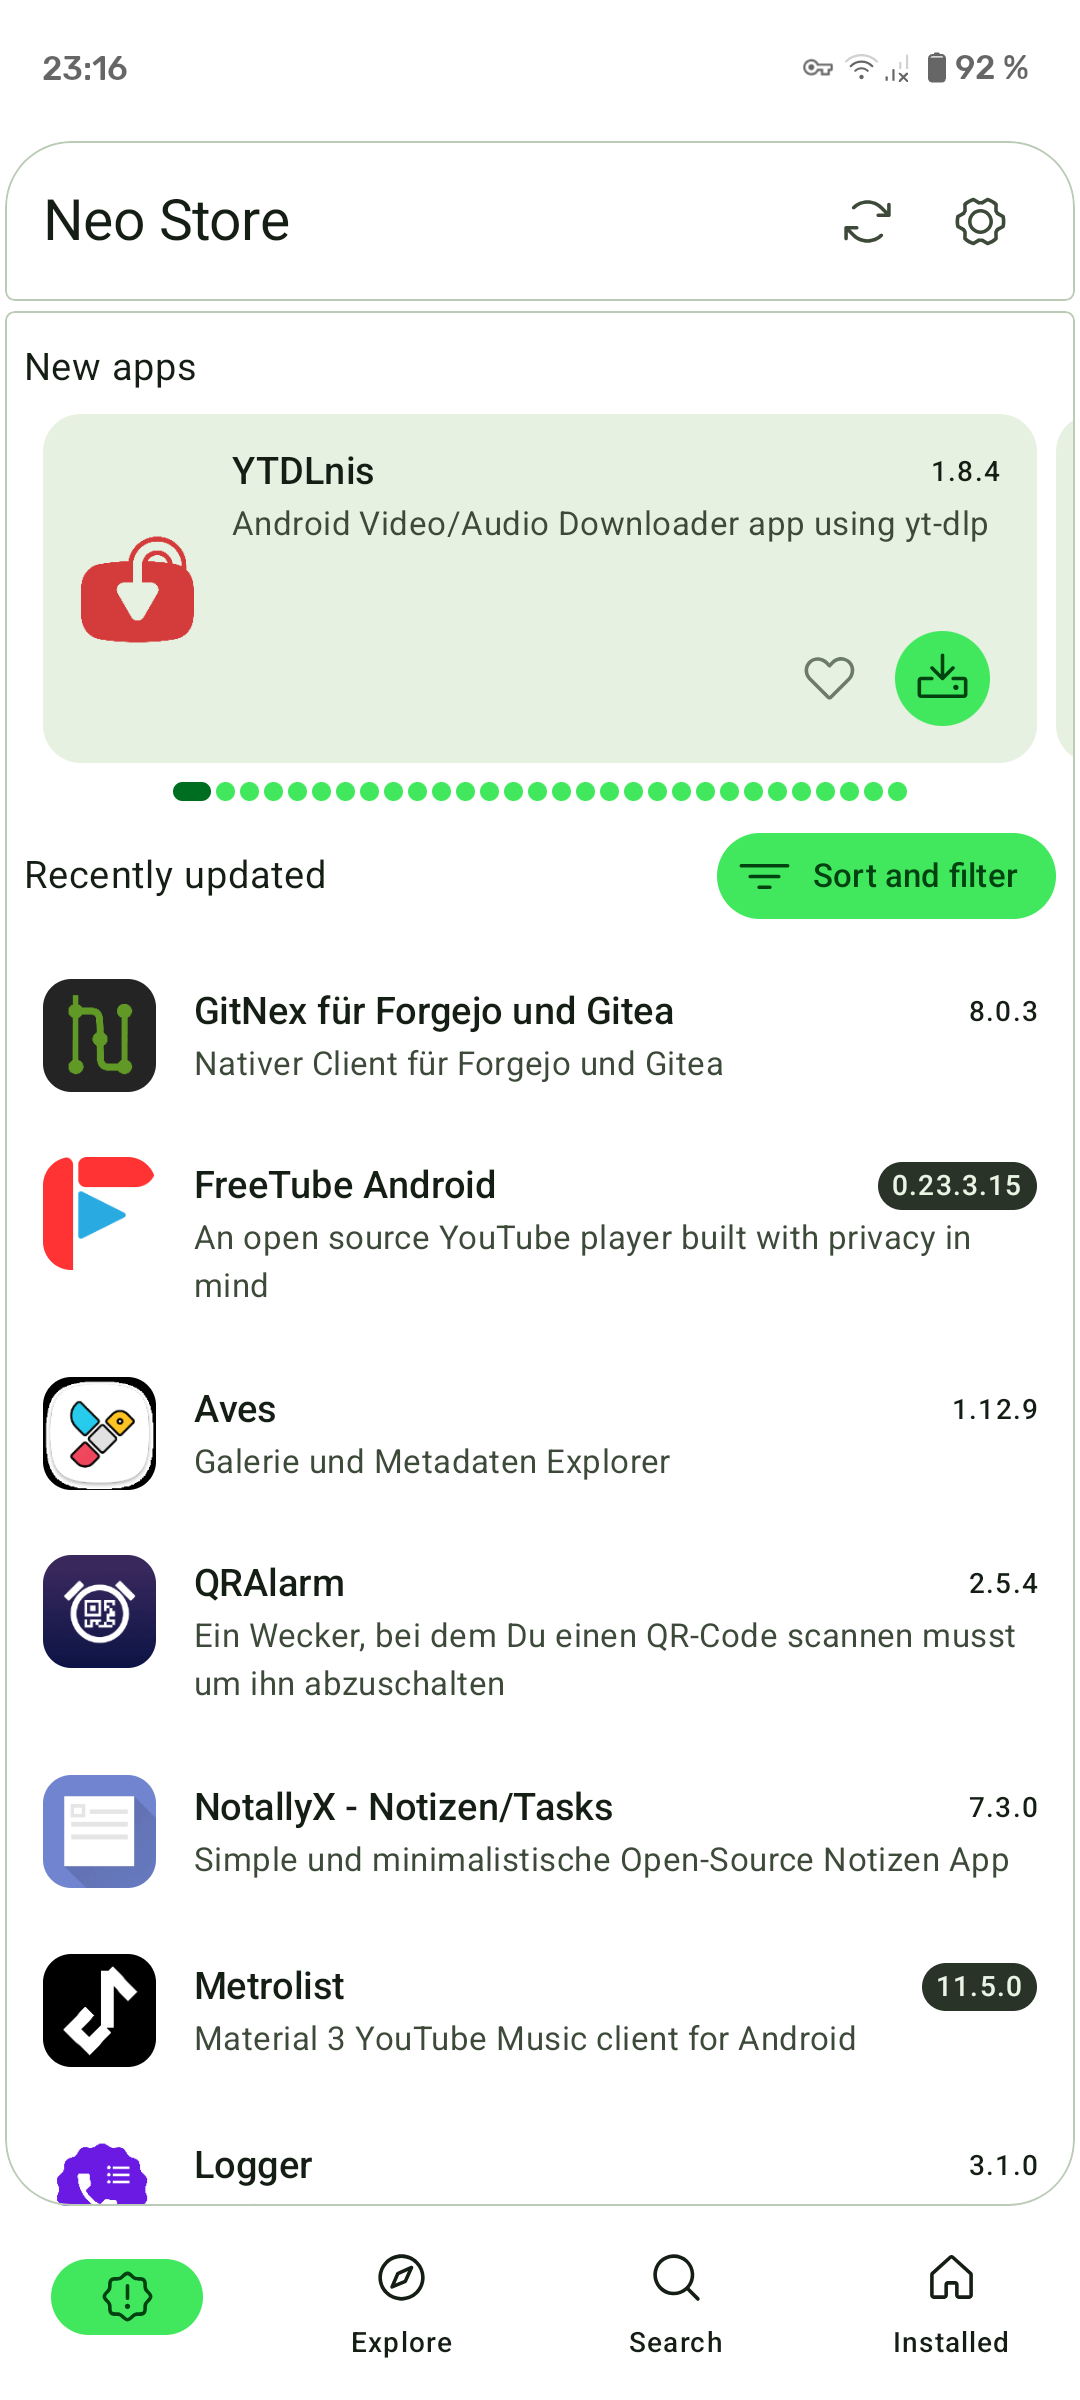 23:16
92 %
Neo Store
New apps
YTDLnis
1.8.4
Android Video/Audio Downloader app using yt-dlp
Recently updated
Sort and filter
GitNex für Forgejo und Gitea
8.0.3
Nativer Client für Forgejo und Gitea
FreeTube Android
0.23.3.15
An open source YouTube player built with privacy in
mind
Aves
1.12.9
Galerie und Metadaten Explorer
QRAlarm
2.5.4
Ein Wecker, bei dem Du einen QR-Code scannen musst
um ihn abzuschalten
NotallyX - Notizen/Tasks
7.3.0
Simple und minimalistische Open-Source Notizen App
Metrolist
11.5.0
Material 3 YouTube Music client for Android
Logger
3.1.0
Explore
Search
Installed